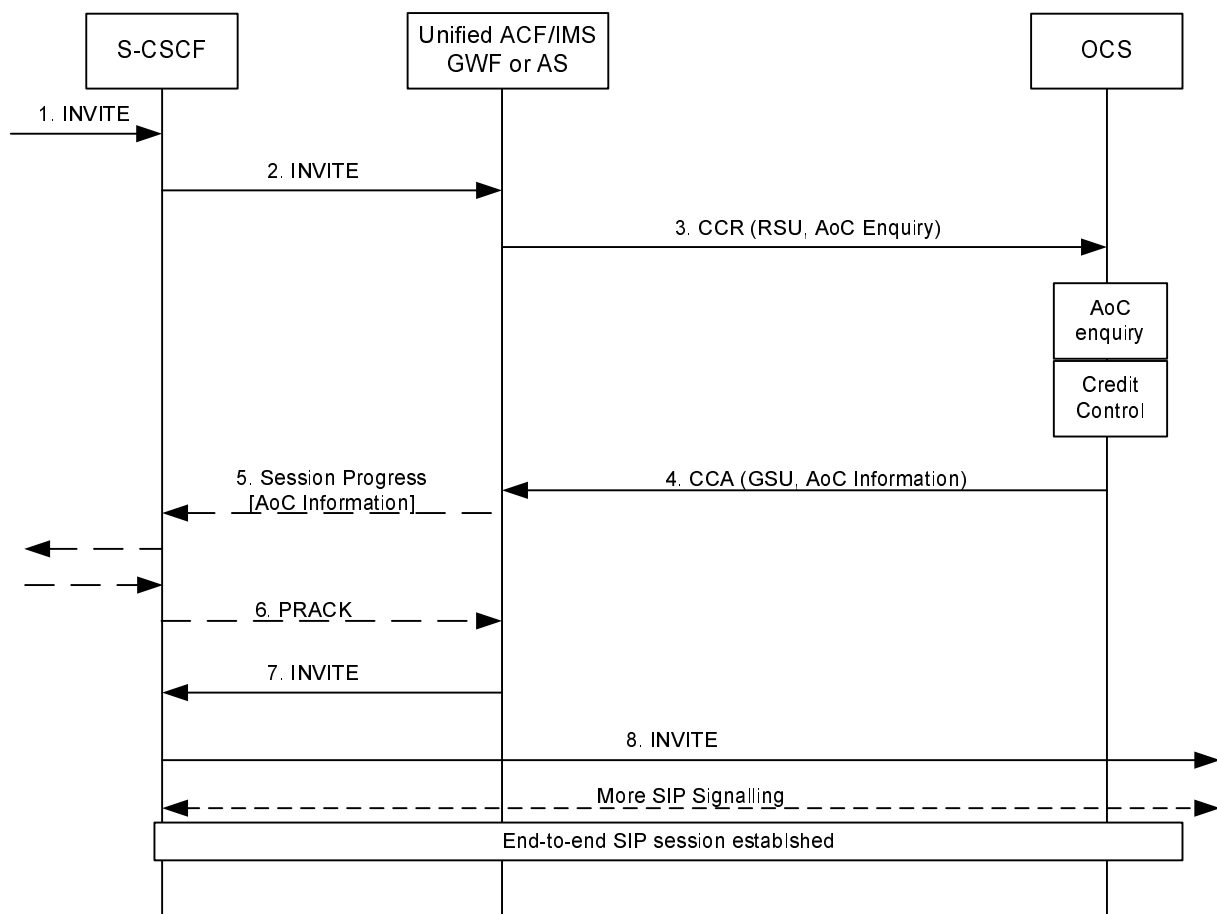 S-CSCF
Unified ACF/IMS
GWF or AS
OCS
1. INVITE
2. INVITE
3. CCR (RSU, AoC Enquiry)
AoC
enquiry
Credit
Control
5. Session Progress
[AoC Information]
4. CCA (GSU, AoC Information)
6. PRACK
7. INVITE
8. INVITE
More SIP Signalling
End-to-end SIP session establshed